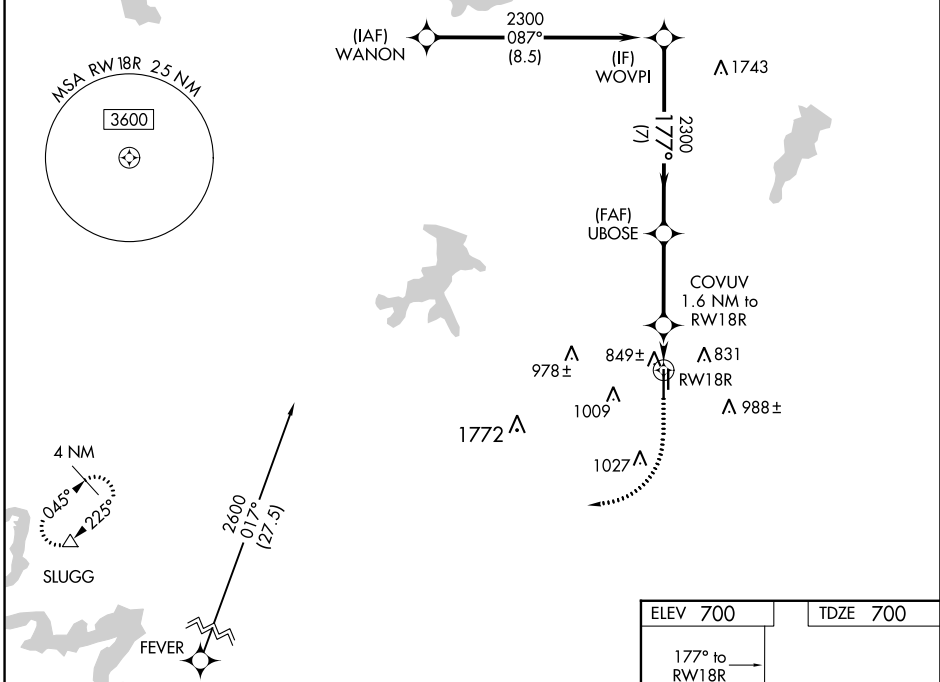 (IAF)
WANON
2300
087°
(8.5)
(IF)
WOVPI
1743
MSA RW 18R 25 NM
3600
2300
177°
(7)
(FAF)
UBOSE
COVUV
1.6 NM to
RW18R
849±
831
978±
RW18R
1009
988±
1772
1027
4 NM
045°
225°
SLUGG
2600
017°
(27.5)
FEVER
ELEV 700
TDZE 700
177° to
RW18R